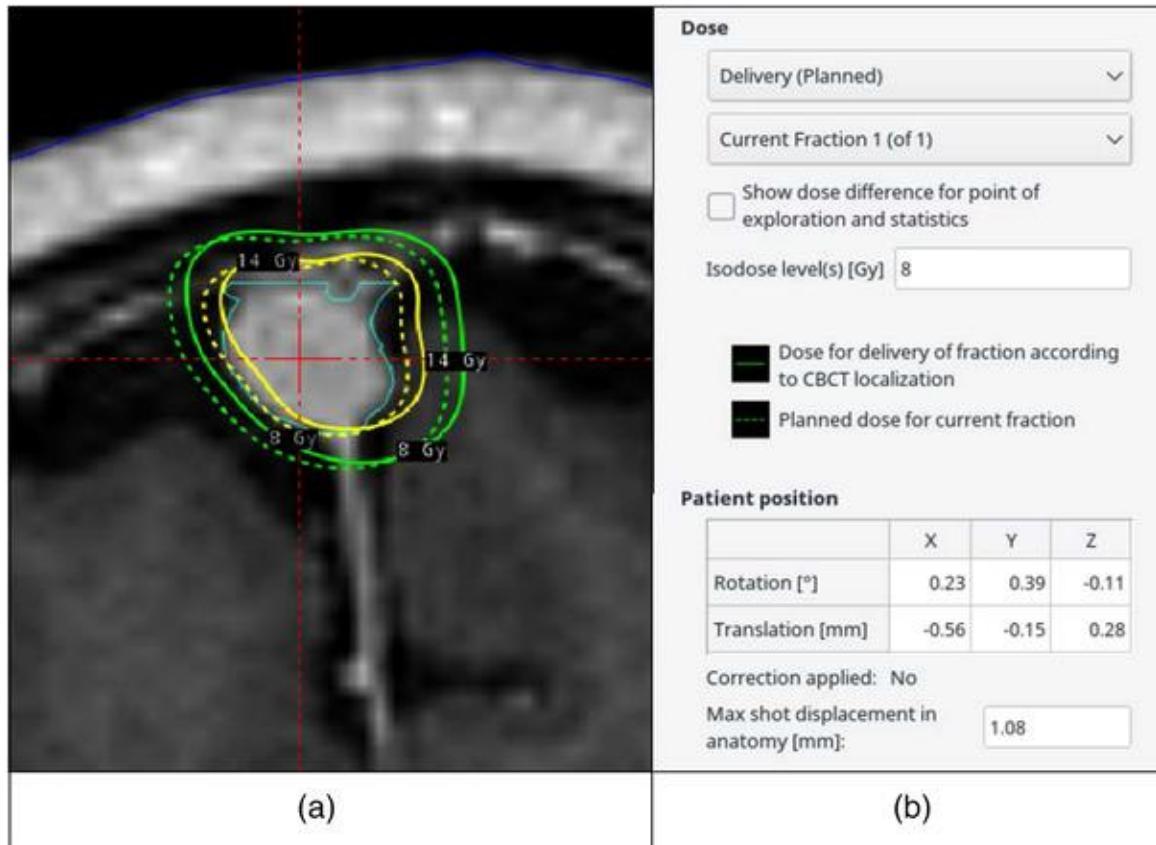 14 Gy
14 Gy
8 Gy
8 Gy
(a)
Dose
Delivery (Planned)
Current Fraction 1 (of 1)
Show dose difference for point of
exploration and statistics
Isodose level(s) [Gy] 8
Dose for delivery of fraction according
to CBCT localization
Planned dose for current fraction
Patient position
X Y Z
Rotation [°] 0.23 0.39 -0.11
Translation [mm] -0.56 -0.15 0.28
Correction applied: No
Max shot displacement in
anatomy [mm]: 1.08
(b)